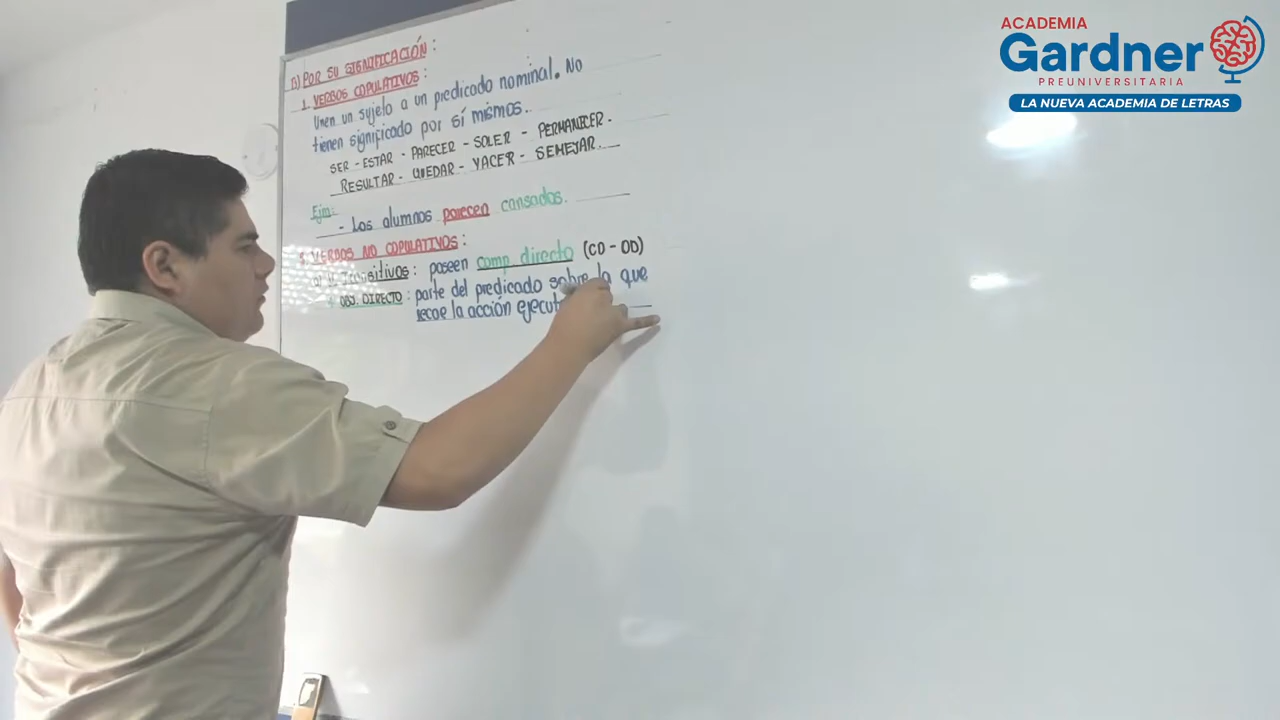 B) POR SU SIGNIFICACIÓN :
1. VERBOS COPULATIVOS :
Unen un sujeto a un predicado nominal. No
tienen significado por sí mismos.
SER - ESTAR - PARECER - SOLER - PERMANECER.
RESULTAR - QUEDAR - YACER - SEMEJAR.
Ejm:
- Los alumnos parecen cansados.
VERBOS NO COPULATIVOS :
a) V. Transitivos : poseen comp. directo (CD - OD)
OBJ. DIRECTO : parte del predicado sobre la que
recae la acción
ACADEMIA
Gardner
PREUNIVERSITARIA
LA NUEVA ACADEMIA DE LETRAS